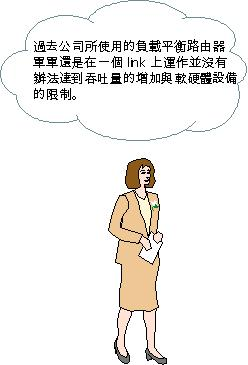 過去公司所使用的負載平衡路由器
單單還是在一個 link 上運作並沒有
辦法達到吞吐量的增加與軟硬體設備
的限制。